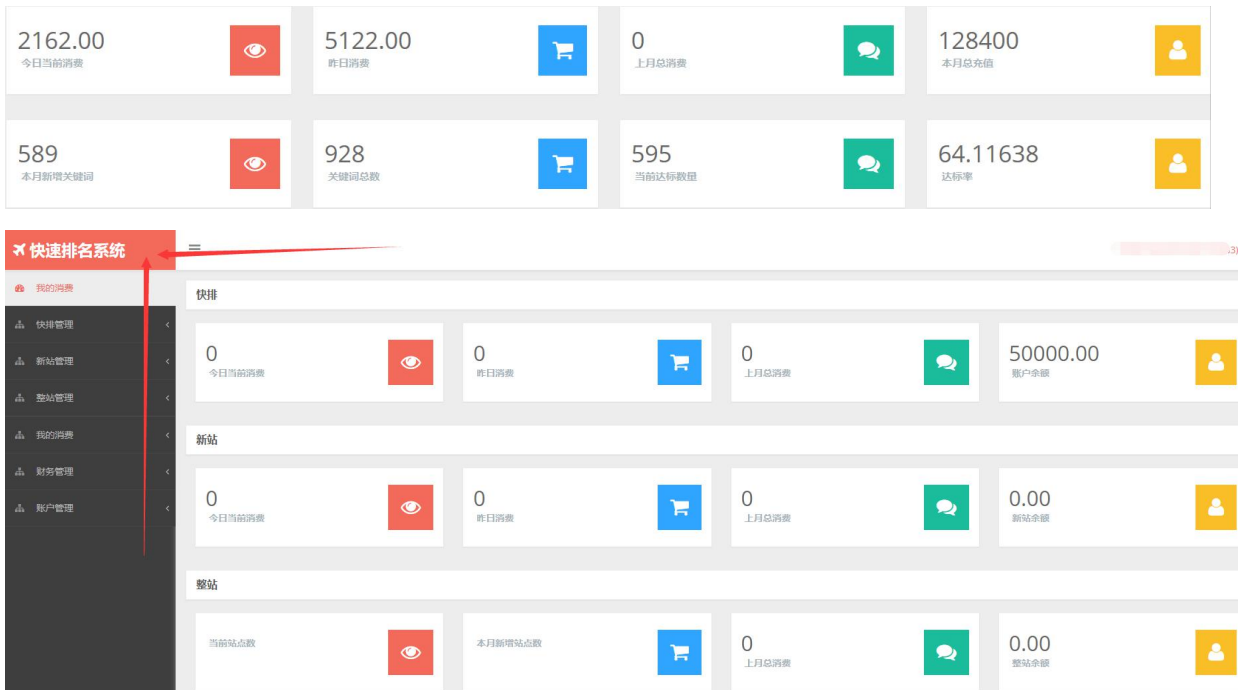 2162.00
今日当前消费
5122.00
昨日消费
0
上月总消费
128400
本月总充值
589
本月新增关键词
928
关键词总数
595
当前达标数量
64.11638
达标率
快速排名系统
我的消费
快排管理
新站管理
整站管理
我的消费
财务管理
账户管理
快排
0
今日当前消费
0
昨日消费
0
上月总消费
50000.00
账户余额
新站
0
今日当前消费
0
昨日消费
0
上月总消费
0.00
新站余额
整站
当前站点数
本月新增站点数
0
上月总消费
0.00
整站余额